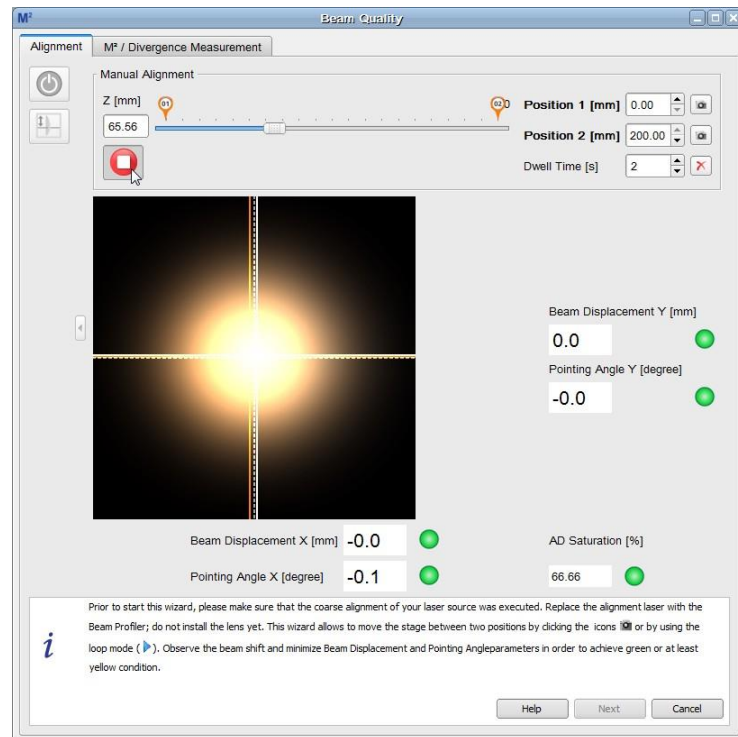 M² Beam Quality
Alignment M² / Divergence Measurement
Manual Alignment
Z [mm] 01 02 0 Position 1 [mm] 0.00
65.56 Position 2 [mm] 200.00
Dwell Time [s] 2
Beam Displacement Y [mm]
0.0
Pointing Angle Y [degree]
-0.0
Beam Displacement X [mm] -0.0 AD Saturation [%]
Pointing Angle X [degree] -0.1 66.66
Prior to start this wizard, please make sure that the coarse alignment of your laser source was executed. Replace the alignment laser with the
Beam Profiler; do not install the lens yet. This wizard allows to move the stage between two positions by clicking the icons or by using the
loop mode ( ). Observe the beam shift and minimize Beam Displacement and Pointing Angleparameters in order to achieve green or at least
yellow condition.
Help Next Cancel